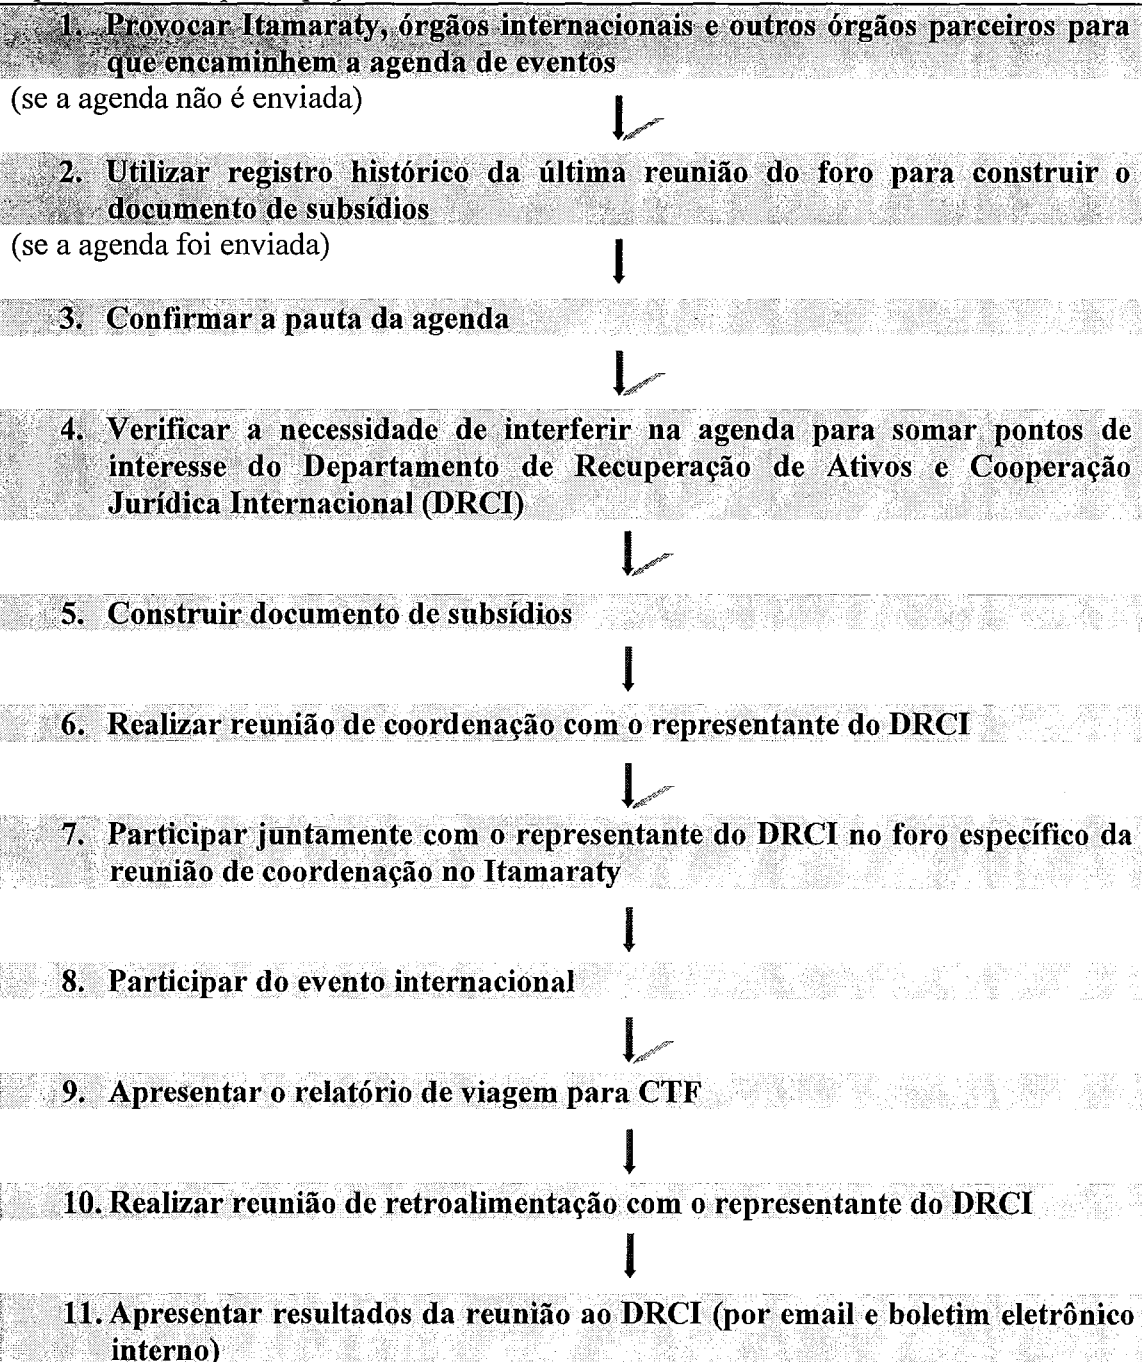 1. Provocar Itamaraty, órgãos internacionais e outros órgãos parceiros para
que encaminhem a agenda de eventos
(se a agenda não é enviada)
2. Utilizar registro histórico da última reunião do foro para construir o
documento de subsídios
(se a agenda foi enviada)
3. Confirmar a pauta da agenda
4. Verificar a necessidade de interferir na agenda para somar pontos de
interesse do Departamento de Recuperação de Ativos e Cooperação
Jurídica Internacional (DRCI)
5. Construir documento de subsídios
6. Realizar reunião de coordenação com o representante do DRCI
7. Participar juntamente com o representante do DRCI no foro específico da
reunião de coordenação no Itamaraty
8. Participar do evento internacional
9. Apresentar o relatório de viagem para CTF
10. Realizar reunião de retroalimentação com o representante do DRCI
11. Apresentar resultados da reunião ao DRCI (por email e boletim eletrônico
interno)